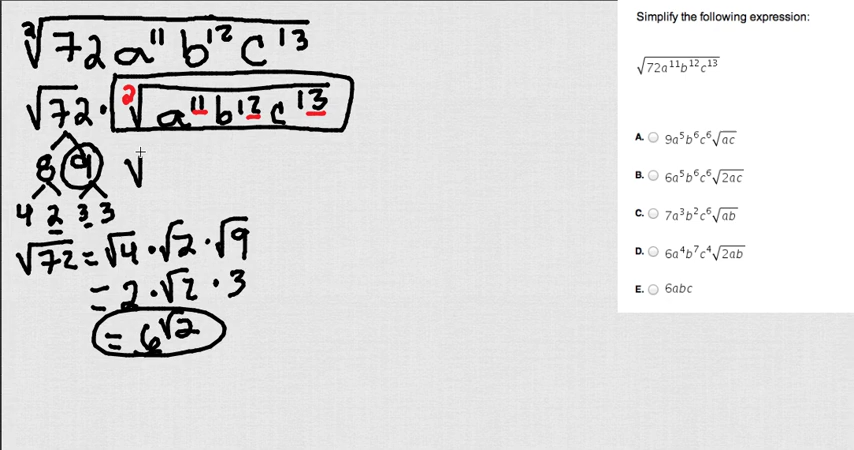 ²√72a¹¹b¹²c¹³
√72 · ²√a¹¹b¹²c¹³
8 9 √
4 2 3 3
√72 = √4 · √2 · √9
= 2 · √2 · 3
= 6√2
Simplify the following expression:
√72a¹¹b¹²c¹³
A. 9a⁵b⁶c⁶√ac
B. 6a⁵b⁶c⁶√2ac
C. 7a³b²c⁶√ab
D. 6a⁴b⁷c⁴√2ab
E. 6abc